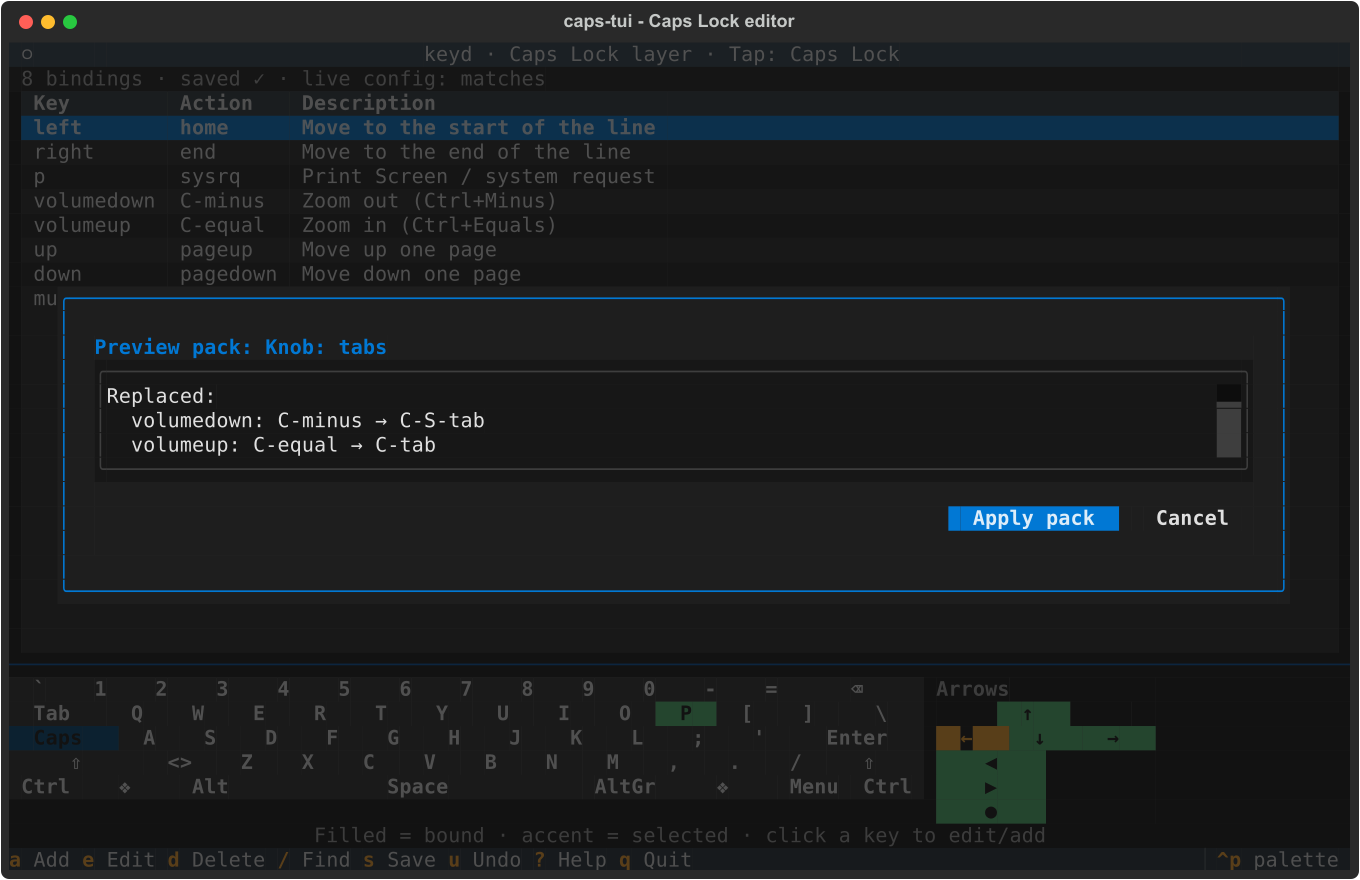 caps-tui - Caps Lock editor
keyd · Caps Lock layer · Tap: Caps Lock
8 bindings · saved ✓ · live config: matches
Key Action Description
left home Move to the start of the line
right end Move to the end of the line
p sysrq Print Screen / system request
volumedown C-minus Zoom out (Ctrl+Minus)
volumeup C-equal Zoom in (Ctrl+Equals)
up pageup Move up one page
down pagedown Move down one page
mu
Preview pack: Knob: tabs
Replaced:
volumedown: C-minus → C-S-tab
volumeup: C-equal → C-tab
Apply pack Cancel
` 1 2 3 4 5 6 7 8 9 0 - = ⌫ Arrows
Tab Q W E R T Y U I O P [ ] \ ↑
Caps A S D F G H J K L ; ' Enter ← ↓ →
⇧ <> Z X C V B N M , . / ⇧ ◀
Ctrl ❖ Alt Space AltGr ❖ Menu Ctrl ▶
●
Filled = bound · accent = selected · click a key to edit/add
a Add e Edit d Delete / Find s Save u Undo ? Help q Quit ^p palette